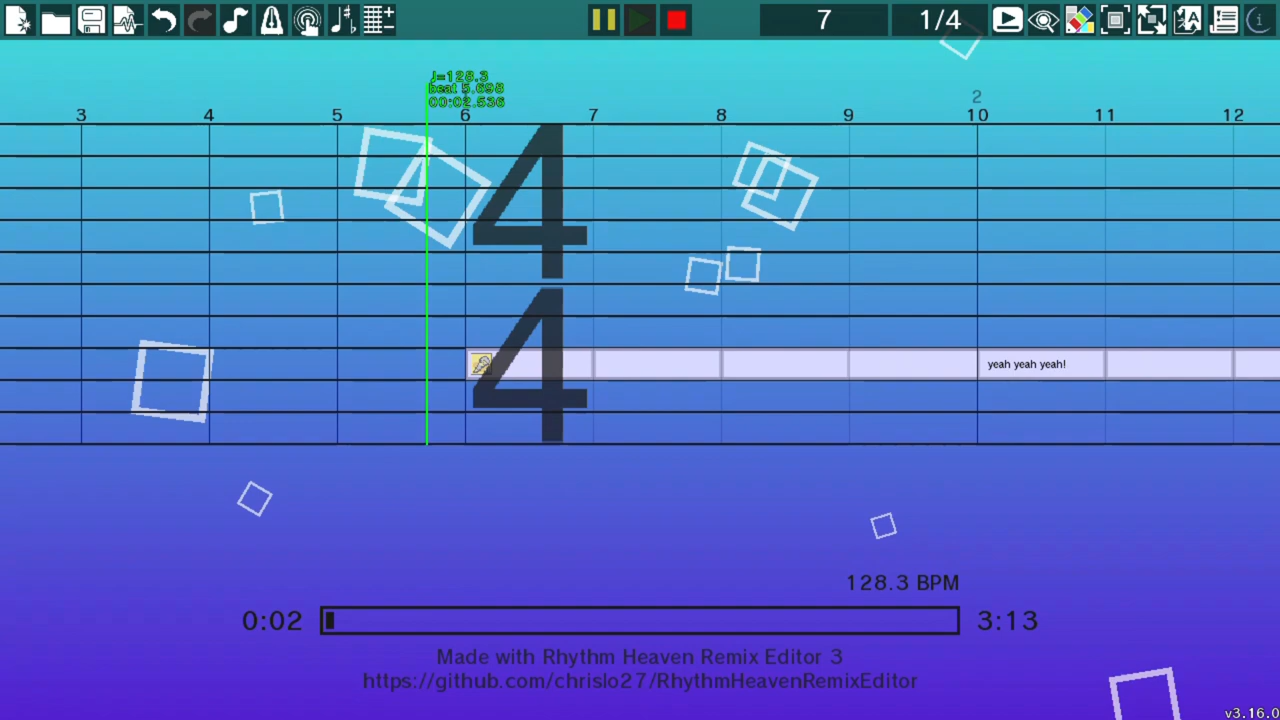 7
1/4
♩=128.3
beat 5.698
00:02.536
2
3 4 5 6 7 8 9 10 11 12
4
4
yeah yeah yeah!
128.3 BPM
0:02 3:13
Made with Rhythm Heaven Remix Editor 3
https://github.com/chrislo27/RhythmHeavenRemixEditor
v3.16.0